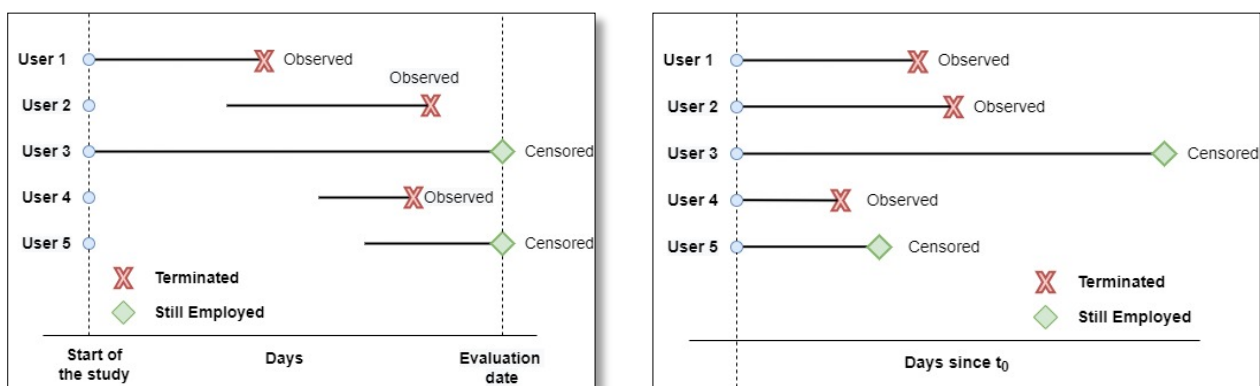 User 1
Observed
Observed
User 2
User 3
Censored
User 4
Observed
User 5
Censored
Terminated
Still Employed
Start of
the study
Days
Evaluation
date
User 1
Observed
User 2
Observed
User 3
Censored
User 4
Observed
User 5
Censored
Terminated
Still Employed
Days since t₀